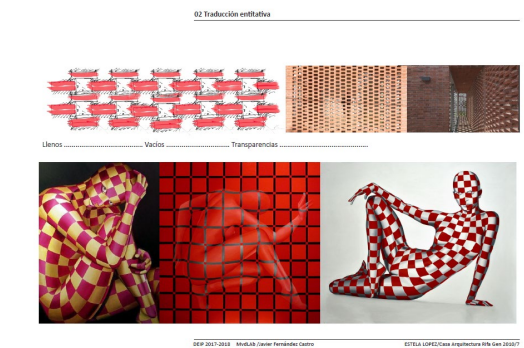 02 Traducción entitativa
Llenos ........................................ Vacíos ................................ Transparencias .............................................
DEIP 2017-2018 MvdLAb /Javier Fernández Castro
ESTELA LOPEZ/Casa Arquitectura Rifa Gen 2010/7